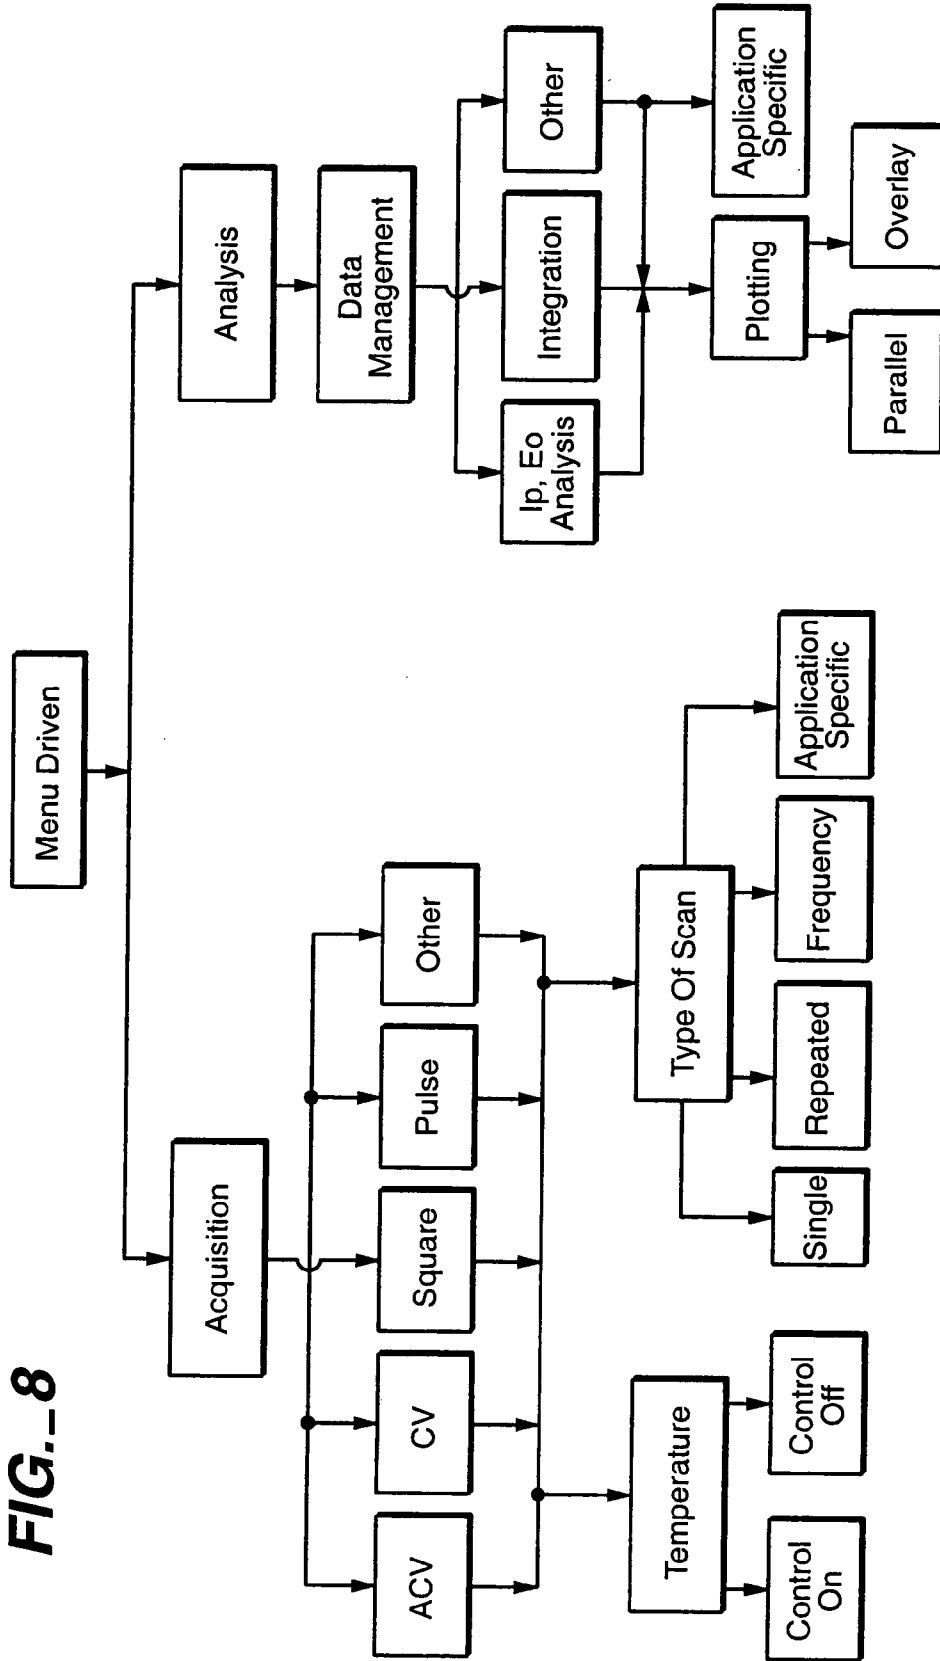 FIG._8
Menu Driven
Acquisition
Analysis
Data
Management
ACV
CV
Square
Pulse
Other
Ip, Eo
Analysis
Integration
Other
Temperature
Type Of Scan
Plotting
Application
Specific
Control
On
Control
Off
Single
Repeated
Frequency
Application
Specific
Parallel
Overlay